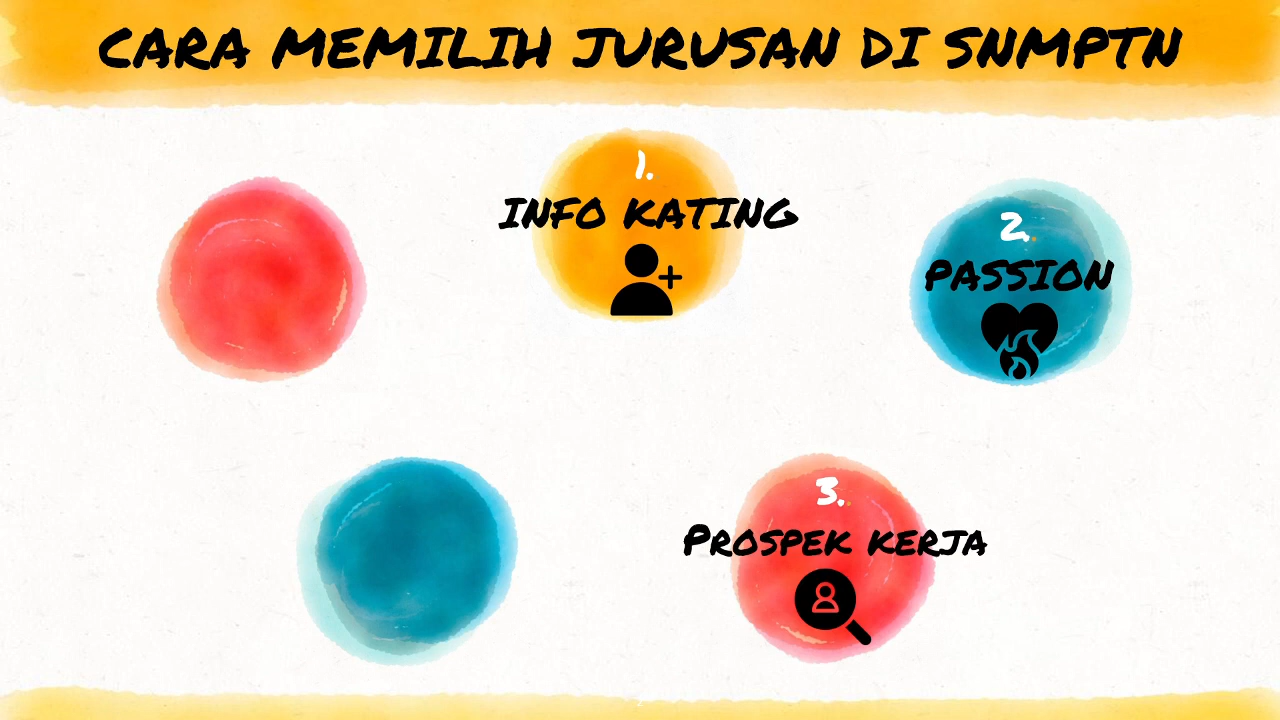 CARA MEMILIH JURUSAN DI SNMPTN
1.
INFO KATING
2.
PASSION
3.
PROSPEK KERJA